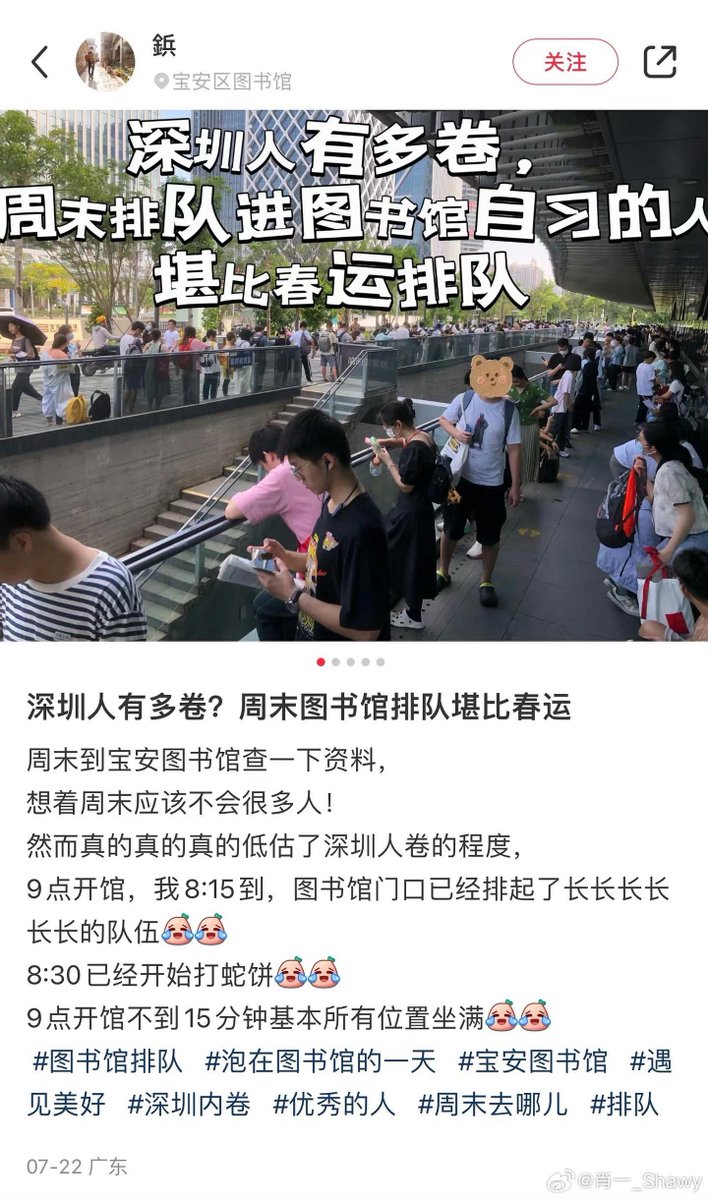 鋲
宝安区图书馆
关注
深圳人有多卷，
周末排队进图书馆自习的人
堪比春运排队
深圳人有多卷？周末图书馆排队堪比春运
周末到宝安图书馆查一下资料，
想着周末应该不会很多人！
然而真的真的真的低估了深圳人卷的程度，
9点开馆，我8:15到，图书馆门口已经排起了长长长长
长长的队伍
8:30已经开始打蛇饼
9点开馆不到15分钟基本所有位置坐满
#图书馆排队 #泡在图书馆的一天 #宝安图书馆 #遇
见美好 #深圳内卷 #优秀的人 #周末去哪儿 #排队
07-22 广东
@肖一_Shawy